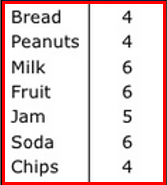 Bread 4
Peanuts 4
Milk 6
Fruit 6
Jam 5
Soda 6
Chips 4